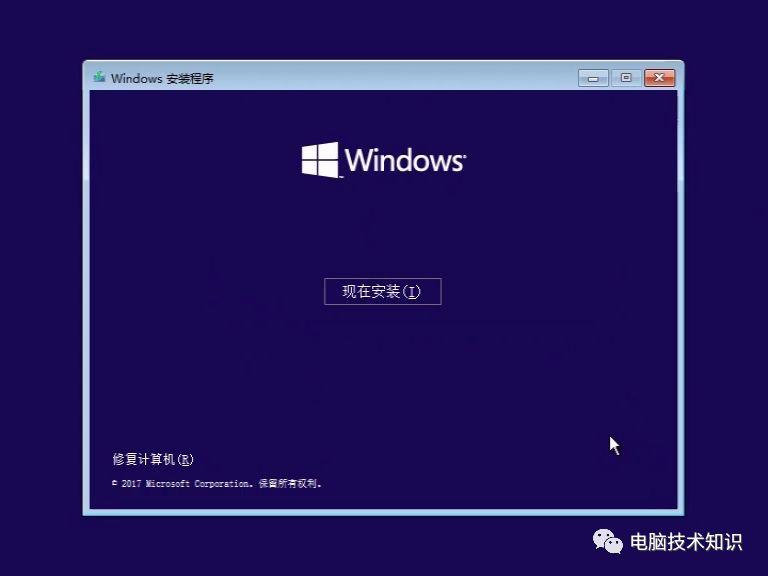 Windows 安装程序
Windows
现在安装(I)
修复计算机(R)
© 2017 Microsoft Corporation. 保留所有权利。
电脑技术知识